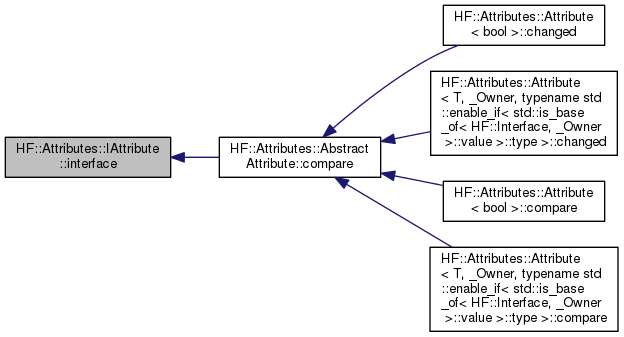 HF::Attributes::IAttribute
::interface
HF::Attributes::Abstract
Attribute::compare
HF::Attributes::Attribute
< bool >::changed
HF::Attributes::Attribute
< T, _Owner, typename std
::enable_if< std::is_base
_of< HF::Interface, _Owner
>::value >::type >::changed
HF::Attributes::Attribute
< bool >::compare
HF::Attributes::Attribute
< T, _Owner, typename std
::enable_if< std::is_base
_of< HF::Interface, _Owner
>::value >::type >::compare